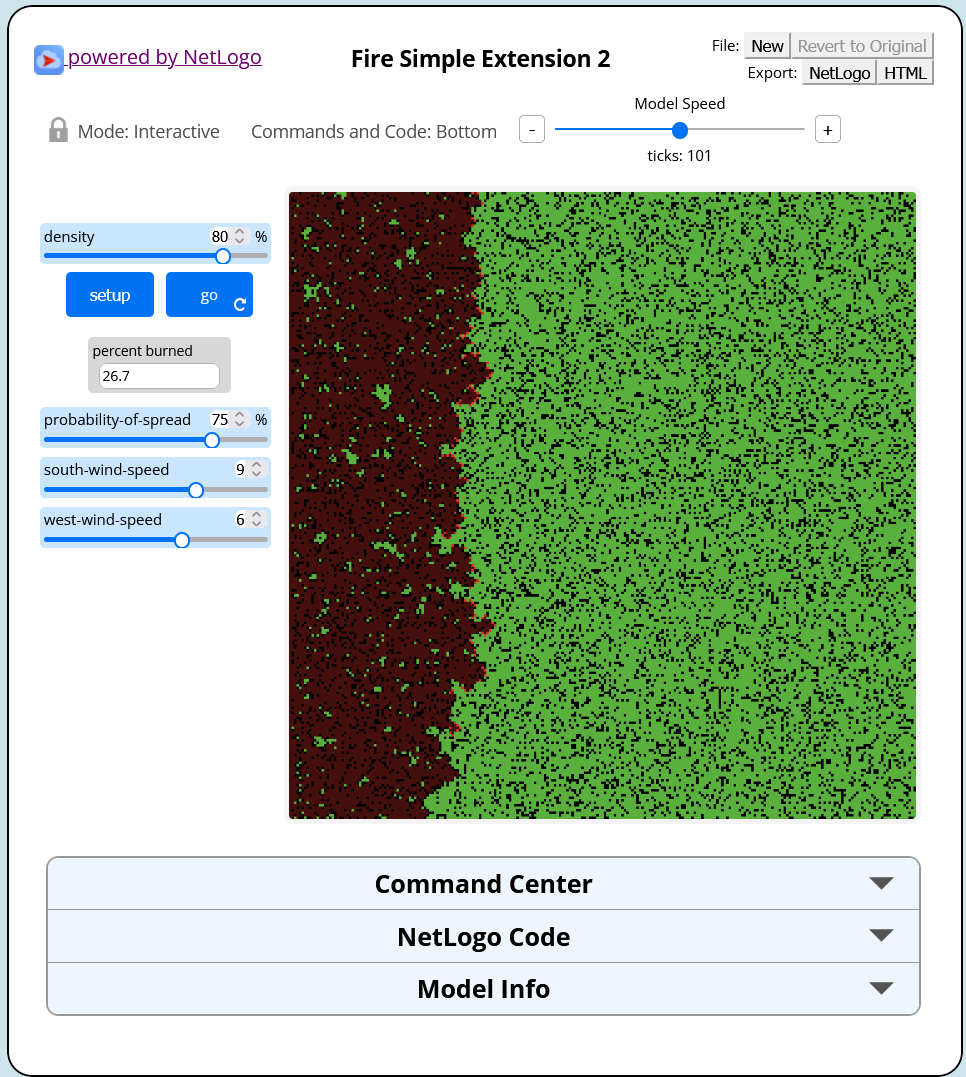 powered by NetLogo
Fire Simple Extension 2
File: New Revert to Original
Export: NetLogo HTML
Mode: Interactive
Commands and Code: Bottom
Model Speed
- +
ticks: 101
density 80 %
setup go
percent burned
26.7
probability-of-spread 75 %
south-wind-speed 9
west-wind-speed 6
Command Center
NetLogo Code
Model Info